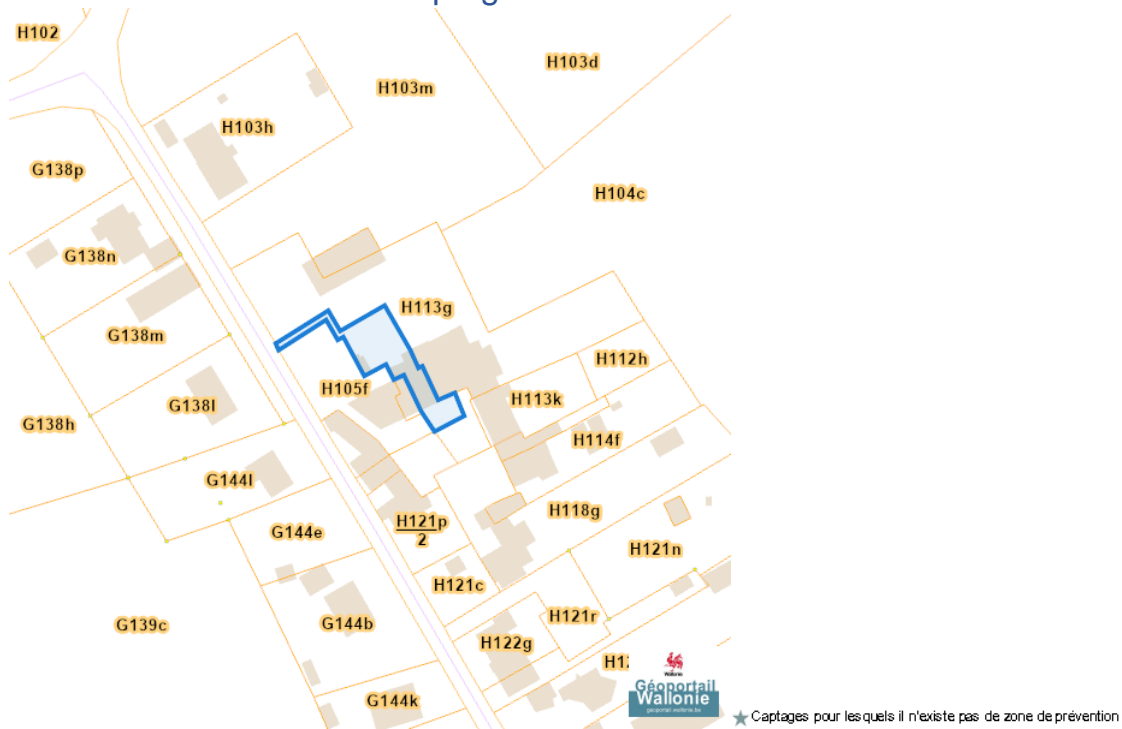 H102
H103d
H103m
H103h
G138p
H104c
G138n
H113g
G138m
H112h
H105f
H113k
G138l
G138h
H114f
G144l
H118g
H121p
2
G144e
H121n
H121c
H121r
G139c
G144b
H122g
H12
Wallonie
Géoportail
Wallonie
geoportail.wallonie.be
G144k
Captages pour lesquels il n'existe pas de zone de prévention